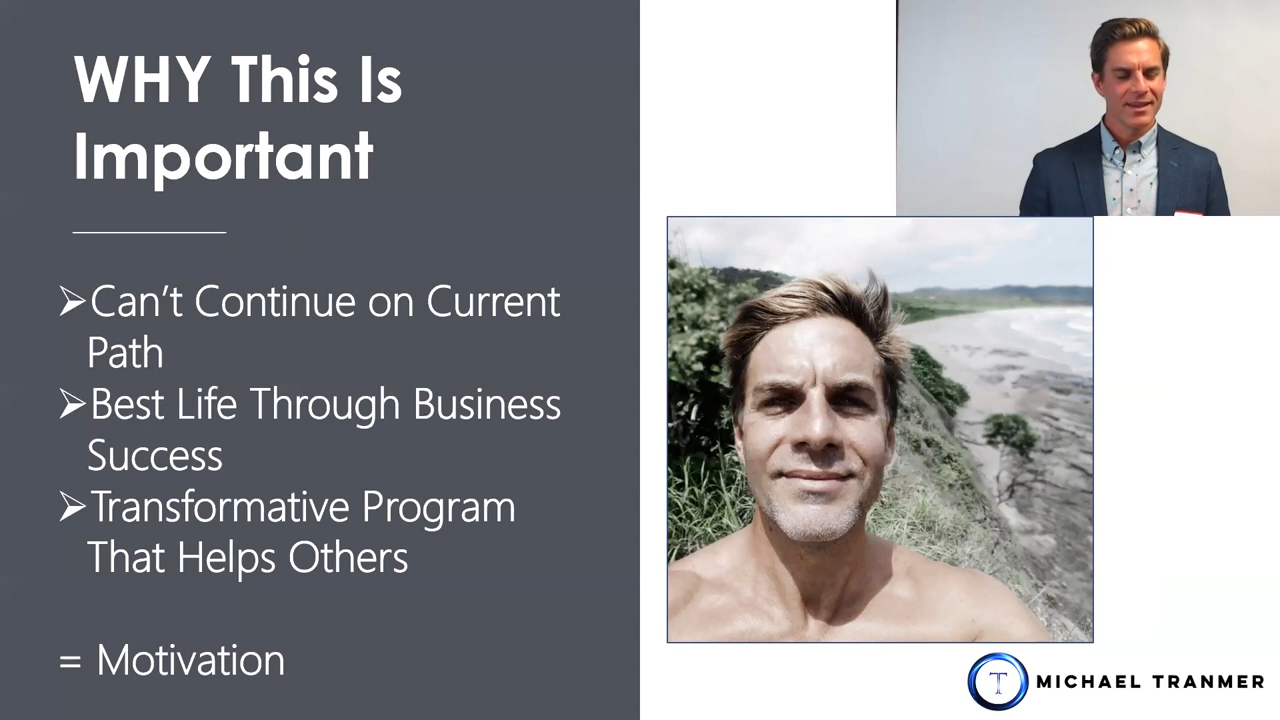 WHY This Is
Important
➢Can’t Continue on Current
Path
➢Best Life Through Business
Success
➢Transformative Program
That Helps Others
= Motivation
T
MICHAEL TRANMER